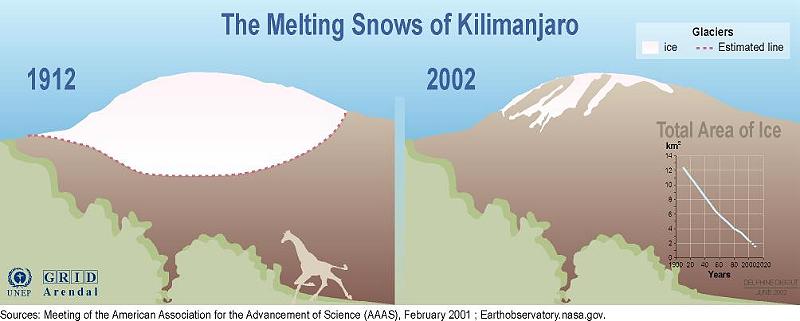 The Melting Snows of Kilimanjaro
Glaciers
ice
Estimated line
1912
2002
Total Area of Ice
km²
14
12
10
8
6
4
2
0
1900 20 40 60 80 2000 2020
Years
DELPHINE DIGOUT
JUNE 2002
UNEP
GRID
Arendal
Sources: Meeting of the American Association for the Advancement of Science (AAAS), February 2001 ; Earthobservatory.nasa.gov.